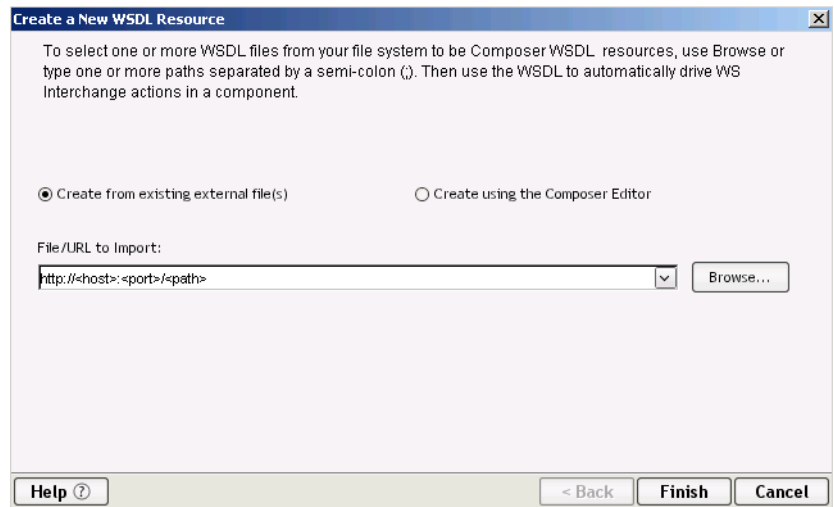 Create a New WSDL Resource
To select one or more WSDL files from your file system to be Composer WSDL resources, use Browse or
type one or more paths separated by a semi-colon (;). Then use the WSDL to automatically drive WS
Interchange actions in a component.
Create from existing external file(s) Create using the Composer Editor
File/URL to Import:
http://<host>:<port>/<path> Browse...
Help ? < Back Finish Cancel